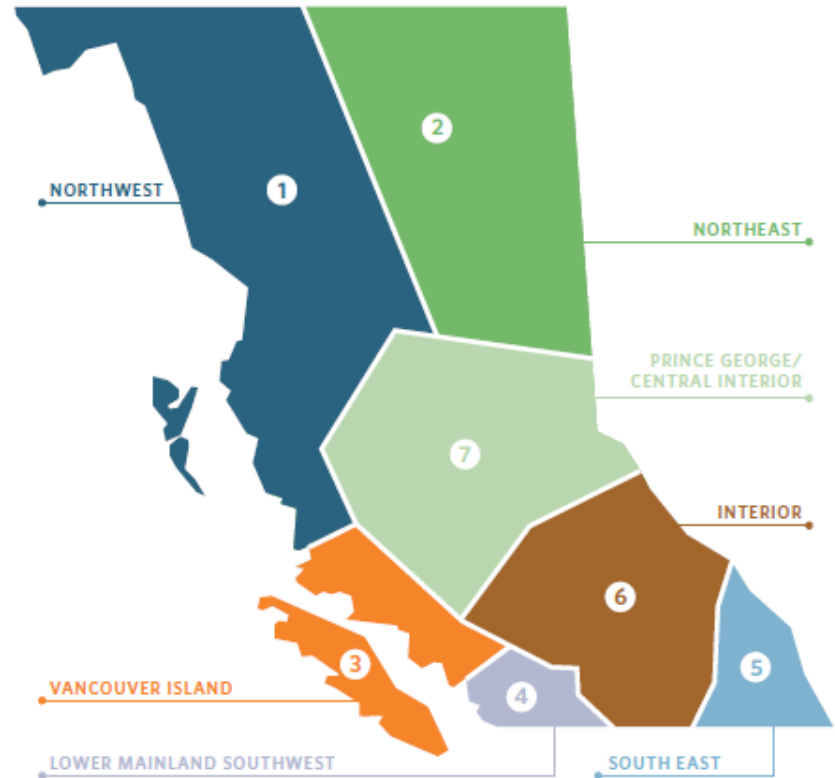 2
1
NORTHWEST
NORTHEAST
PRINCE GEORGE/
CENTRAL INTERIOR
7
INTERIOR
6
3
5
VANCOUVER ISLAND
4
LOWER MAINLAND SOUTHWEST
SOUTH EAST